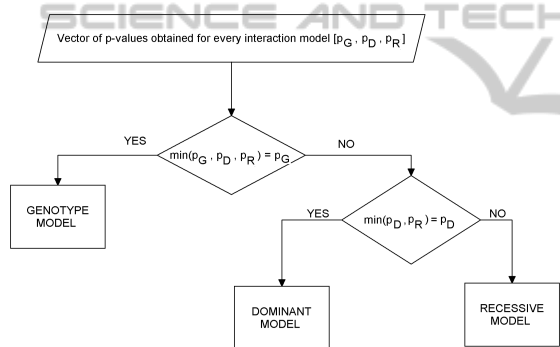 SCIENCE AND TECH
Vector of p-values obtained for every interaction model [pG , pD , pR ]
YES
NO
min(pG , pD , pR ) = pG
GENOTYPE
MODEL
YES
NO
min(pD , pR ) = pD
DOMINANT
MODEL
RECESSIVE
MODEL